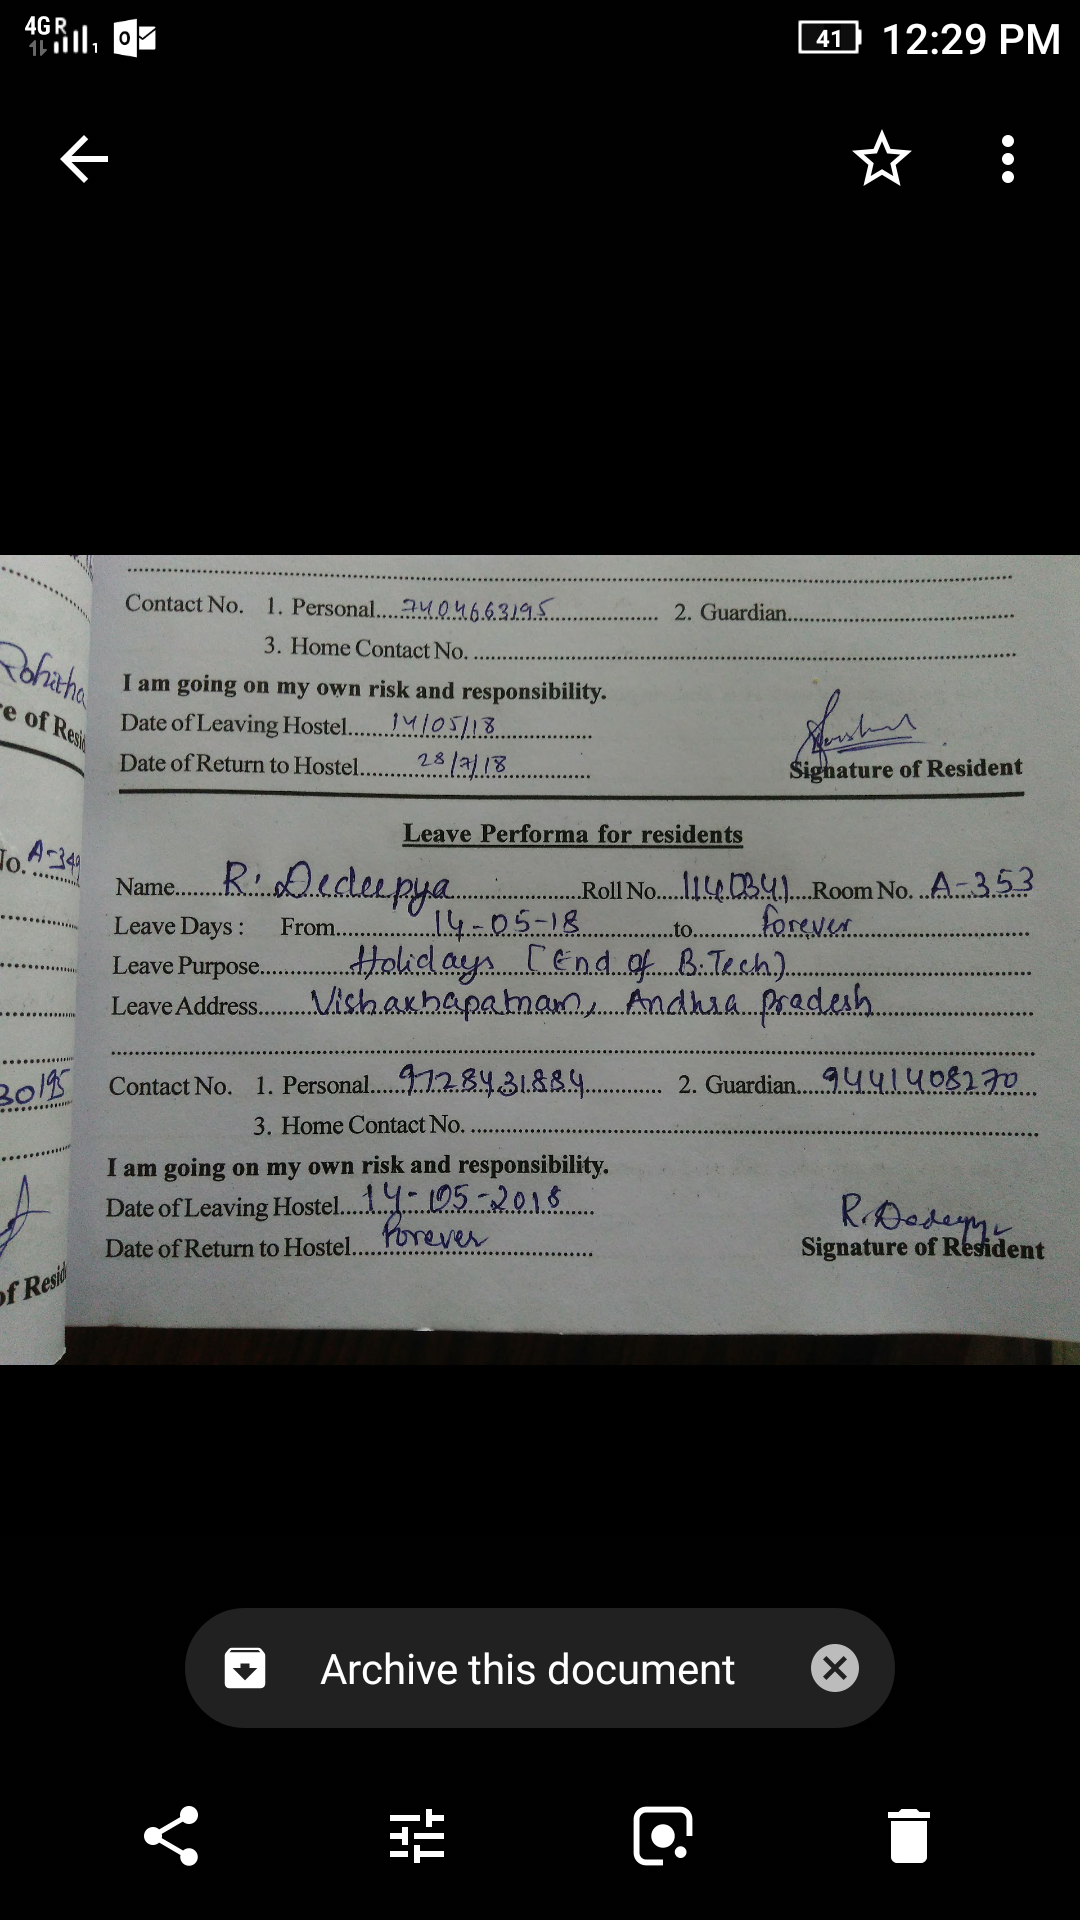 4G R
1
41 12:29 PM
Contact No. 1. Personal 7404663195 2. Guardian
3. Home Contact No.
Rohitha
I am going on my own risk and responsibility.
e of Resid
Date of Leaving Hostel 14/05/18
Date of Return to Hostel 28/7/18
Signature of Resident
Leave Performa for residents
No. A-349
Name R. Dedeepya Roll No. 1140341 Room No. A-353
Leave Days : From 14-05-18 to forever
Leave Purpose Holidays [End of B.Tech)
Leave Address Vishakhapatnam, Andhra pradesh
30195
Contact No. 1. Personal 9728431884 2. Guardian 9441408270
3. Home Contact No.
I am going on my own risk and responsibility.
Date of Leaving Hostel 14-05-2018
R. Dedeepya
Date of Return to Hostel Forever
Signature of Resident
of Resid
Archive this document